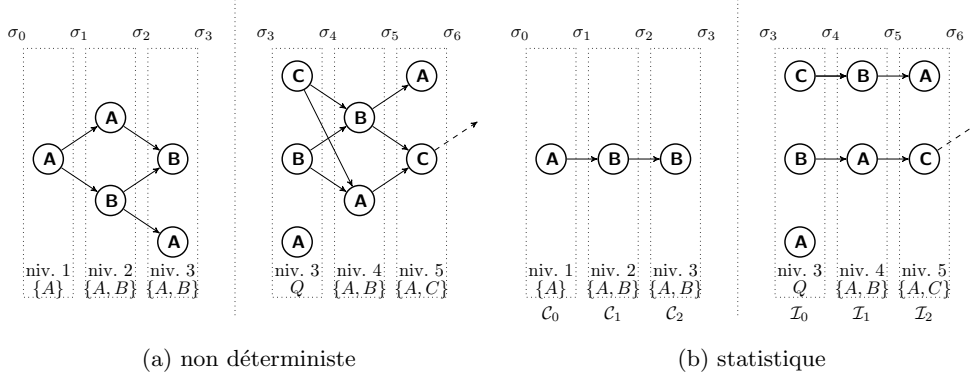 σ0 σ1 σ2 σ3 σ3 σ4 σ5 σ6 σ0 σ1 σ2 σ3 σ3 σ4 σ5 σ6
C A C B A
A B B
A B B C A B B B A C
B A
A A A
niv. 1 niv. 2 niv. 3 niv. 3 niv. 4 niv. 5 niv. 1 niv. 2 niv. 3 niv. 3 niv. 4 niv. 5
{A} {A, B} {A, B} Q {A, B} {A, C} {A} {A, B} {A, B} Q {A, B} {A, C}
𝒞0 𝒞1 𝒞2 ℐ0 ℐ1 ℐ2
(a) non déterministe (b) statistique